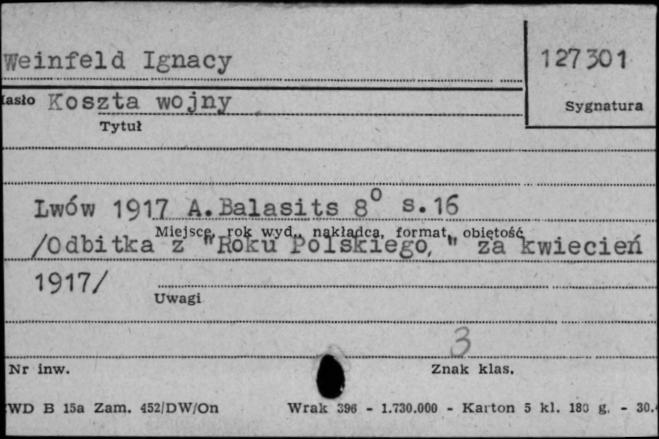 Weinfeld Ignacy
127301
Hasło Koszta wojny
Sygnatura
Tytuł
Lwów 1917 A.Balasits 8° s.16
Miejsce, rok wyd., nakładca, format, objętość
/Odbitka z "Roku Polskiego," za kwiecień
1917/
Uwagi
3
Nr inw.
Znak klas.
WD B 15a Zam. 452/DW/On Wrak 396 - 1.730.000 - Karton 5 kl. 180 g. - 30.